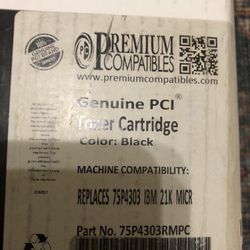 PREMIUM
COMPATIBLES
www.premiumcompatibles.com
Genuine PCI
Toner Cartridge
Color: Black
MACHINE COMPATIBILITY:
REPLACES 75P4303 IBM 21K MICR
Part No. 75P4303RMPC